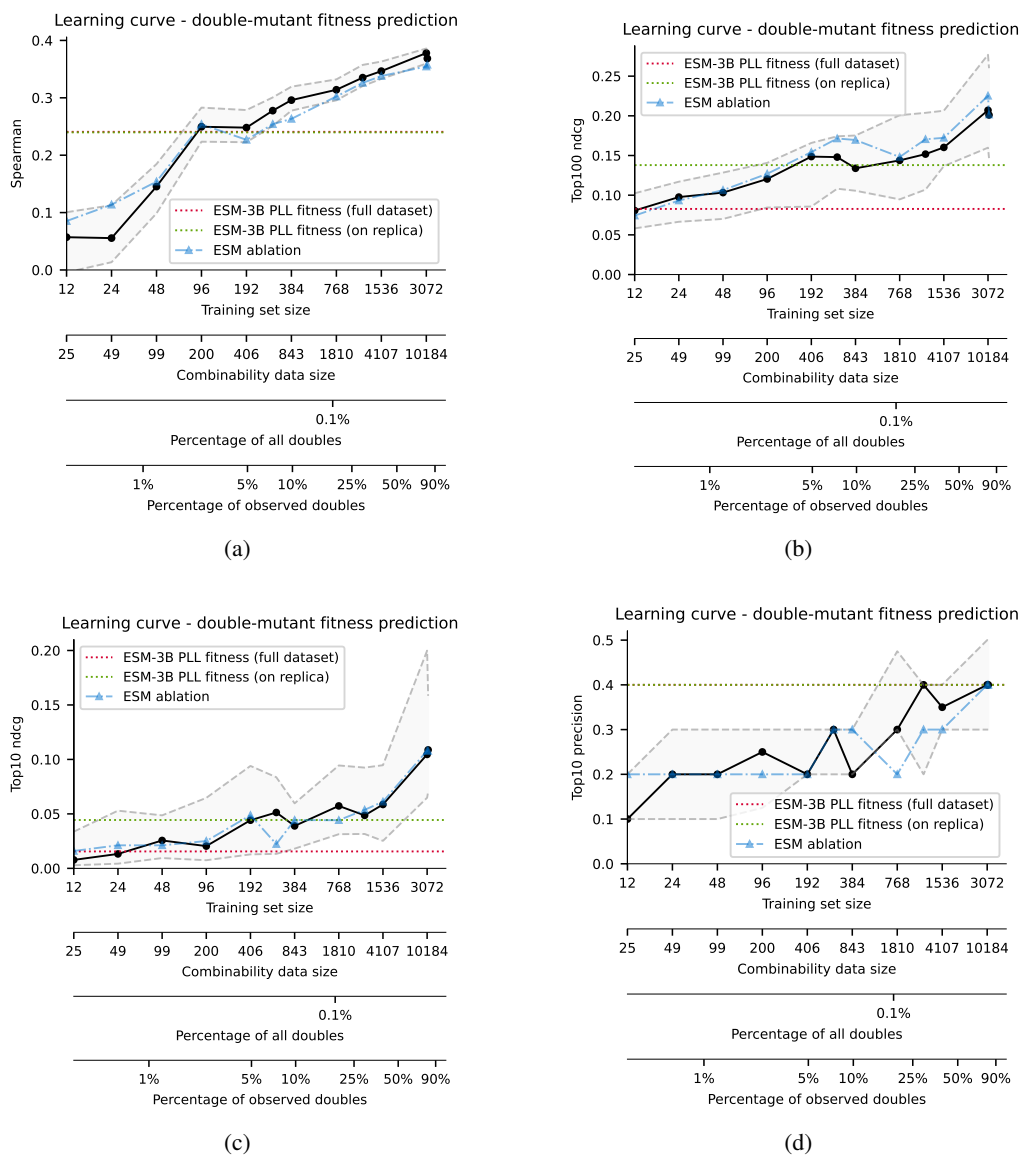 Learning curve - double-mutant fitness prediction
Spearman
0.4
0.3
0.2
0.1
0.0
ESM-3B PLL fitness (full dataset)
ESM-3B PLL fitness (on replica)
ESM ablation
12 24 48 96 192 384 768 1536 3072
Training set size
25 49 99 200 406 843 1810 4107 10184
Combinability data size
0.1%
Percentage of all doubles
1% 5% 10% 25% 50% 90%
Percentage of observed doubles
(a)
Learning curve - double-mutant fitness prediction
Top100 ndcg
0.25
0.20
0.15
0.10
0.05
0.00
ESM-3B PLL fitness (full dataset)
ESM-3B PLL fitness (on replica)
ESM ablation
12 24 48 96 192 384 768 1536 3072
Training set size
25 49 99 200 406 843 1810 4107 10184
Combinability data size
0.1%
Percentage of all doubles
1% 5% 10% 25% 50% 90%
Percentage of observed doubles
(b)
Learning curve - double-mutant fitness prediction
Top10 ndcg
0.20
0.15
0.10
0.05
0.00
ESM-3B PLL fitness (full dataset)
ESM-3B PLL fitness (on replica)
ESM ablation
12 24 48 96 192 384 768 1536 3072
Training set size
25 49 99 200 406 843 1810 4107 10184
Combinability data size
0.1%
Percentage of all doubles
1% 5% 10% 25% 50% 90%
Percentage of observed doubles
(c)
Learning curve - double-mutant fitness prediction
Top10 precision
0.5
0.4
0.3
0.2
0.1
0.0
ESM-3B PLL fitness (full dataset)
ESM-3B PLL fitness (on replica)
ESM ablation
12 24 48 96 192 384 768 1536 3072
Training set size
25 49 99 200 406 843 1810 4107 10184
Combinability data size
0.1%
Percentage of all doubles
1% 5% 10% 25% 50% 90%
Percentage of observed doubles
(d)